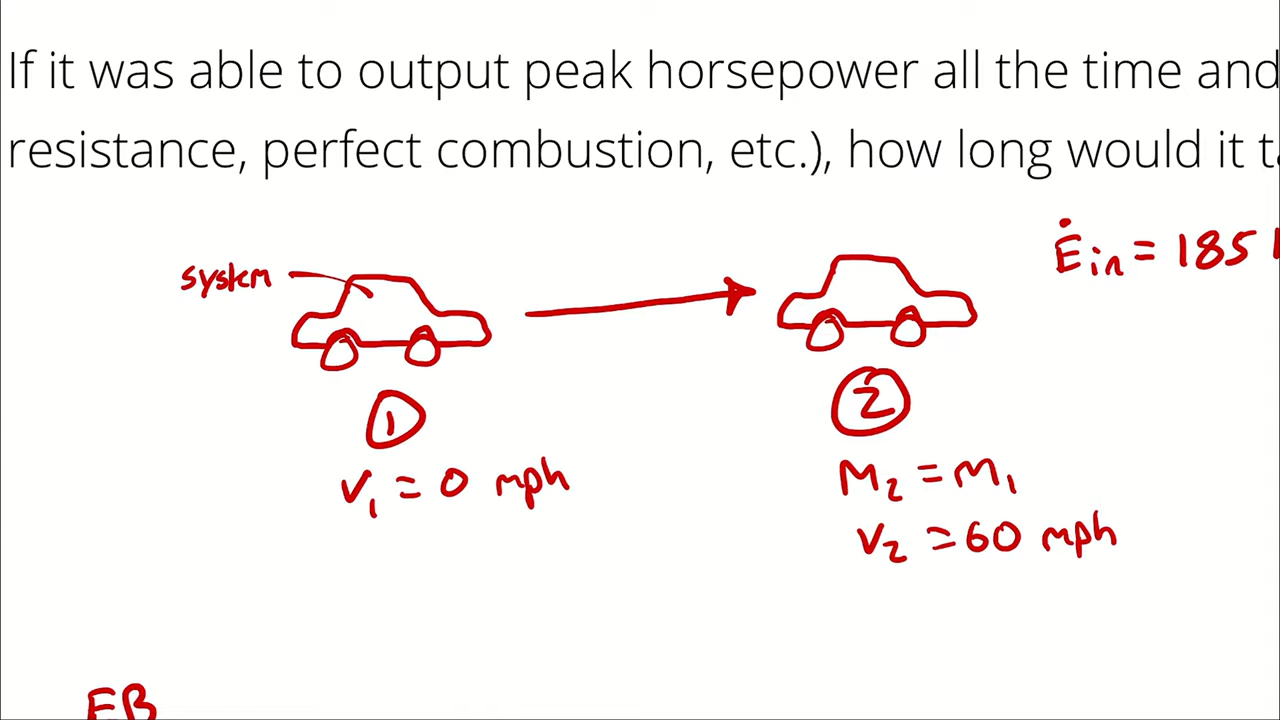 If it was able to output peak horsepower all the time and
resistance, perfect combustion, etc.), how long would it
Ėin = 185
system
1
2
V1 = 0 mph
M2 = M1
V2 = 60 mph
EB